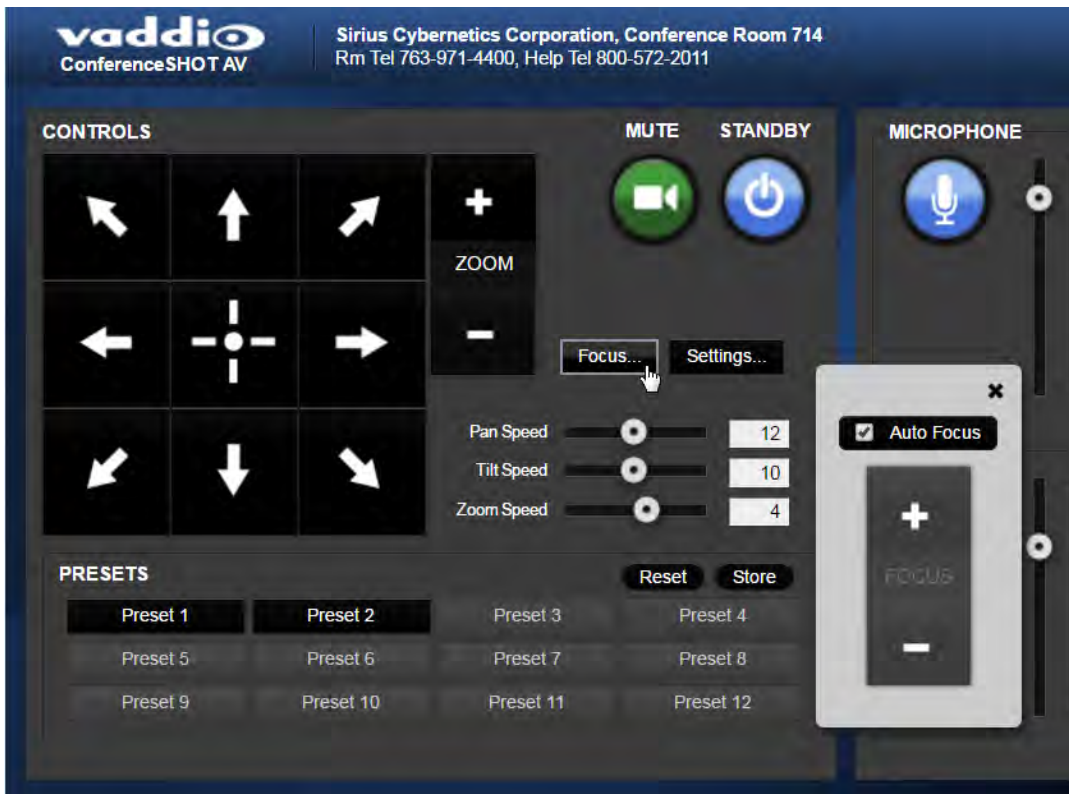 vaddio
ConferenceSHOT AV
Sirius Cybernetics Corporation, Conference Room 714
Rm Tel 763-971-4400, Help Tel 800-572-2011
CONTROLS
MUTE STANDBY
MICROPHONE
ZOOM
Focus... Settings...
Auto Focus
Pan Speed 12
Tilt Speed 10
Zoom Speed 4
FOCUS
PRESETS
Reset Store
Preset 1 Preset 2 Preset 3 Preset 4
Preset 5 Preset 6 Preset 7 Preset 8
Preset 9 Preset 10 Preset 11 Preset 12